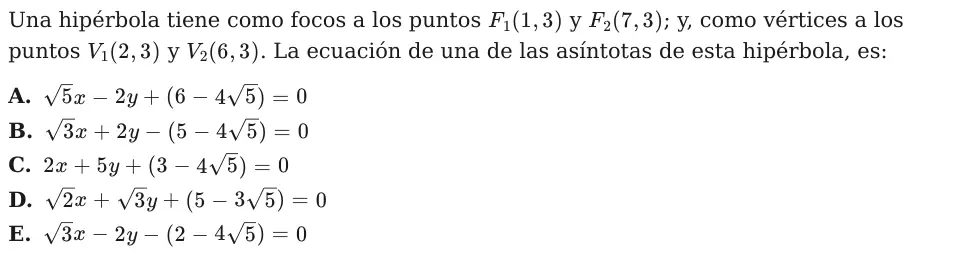 Una hipérbola tiene como focos a los puntos F₁(1, 3) y F₂(7, 3); y, como vértices a los
puntos V₁(2, 3) y V₂(6, 3). La ecuación de una de las asíntotas de esta hipérbola, es:
A. √5x − 2y + (6 − 4√5) = 0
B. √3x + 2y − (5 − 4√5) = 0
C. 2x + 5y + (3 − 4√5) = 0
D. √2x + √3y + (5 − 3√5) = 0
E. √3x − 2y − (2 − 4√5) = 0